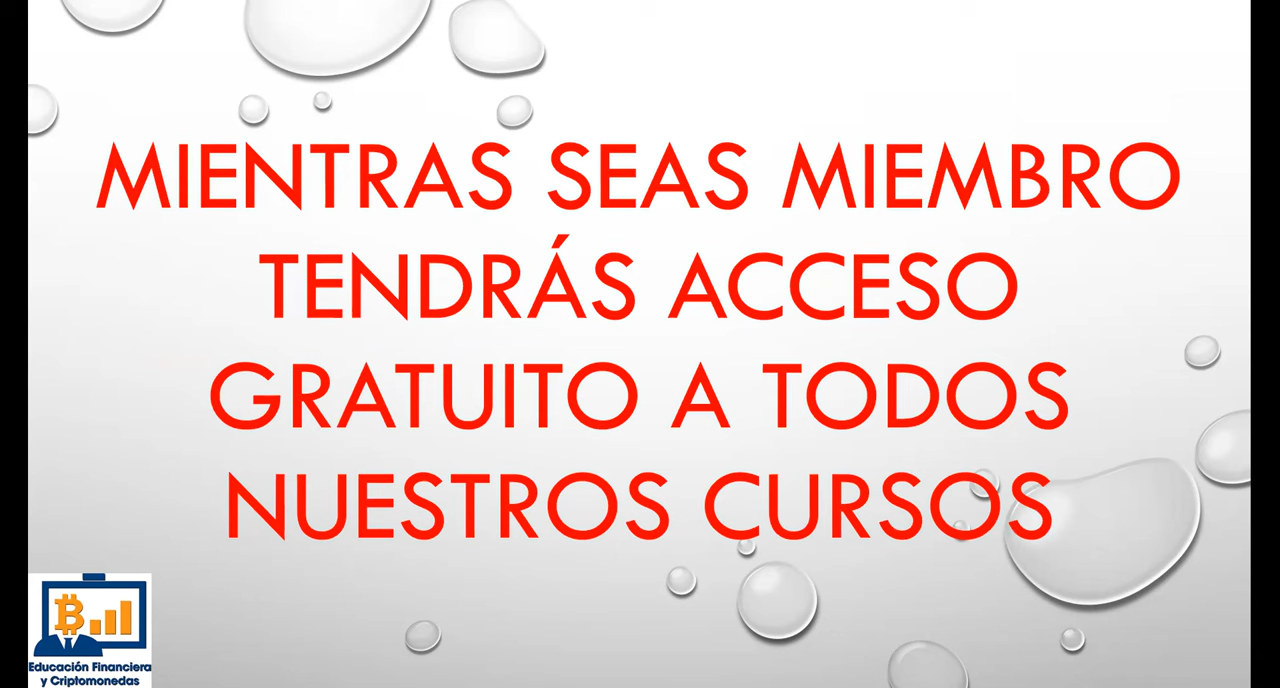 MIENTRAS SEAS MIEMBRO
TENDRÁS ACCESO
GRATUITO A TODOS
NUESTROS CURSOS
Educación Financiera
y Criptomonedas